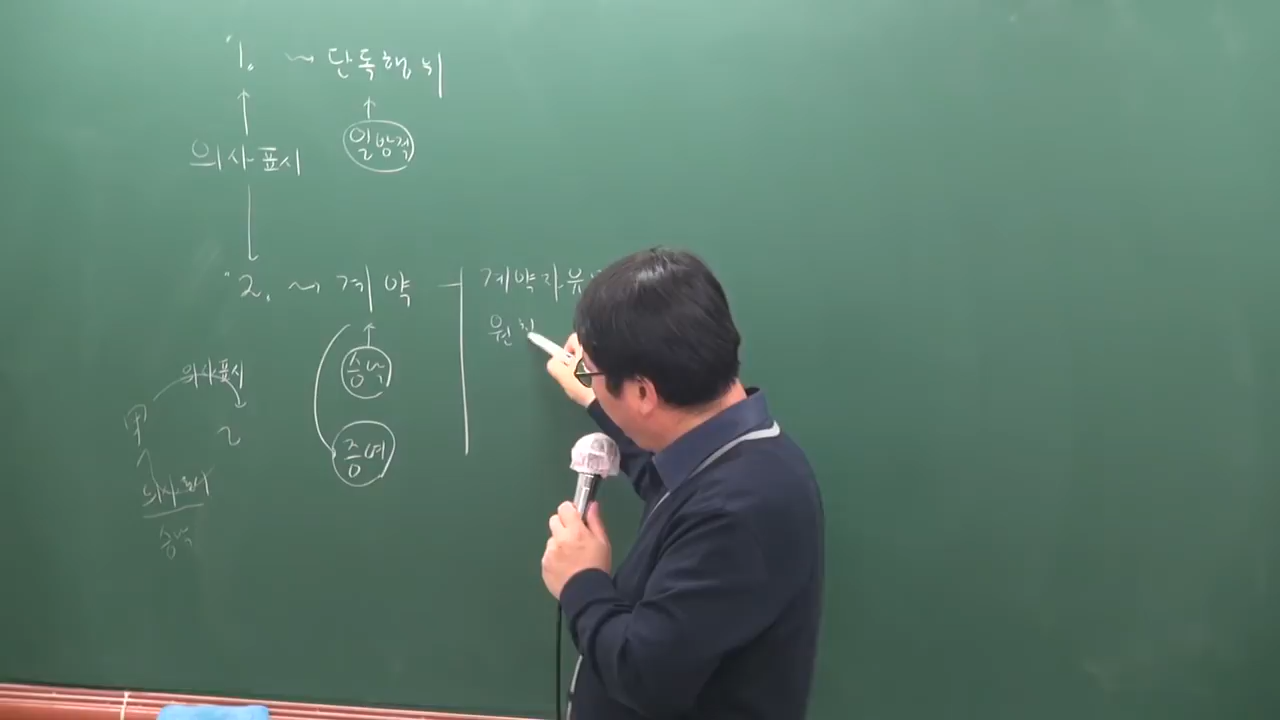 1. ~ 단독행위
↑
일방적
의사표시
2. ~ 계약
계약자유
원칙
승낙
의사표시
甲
乙
증여
의사표시
승낙